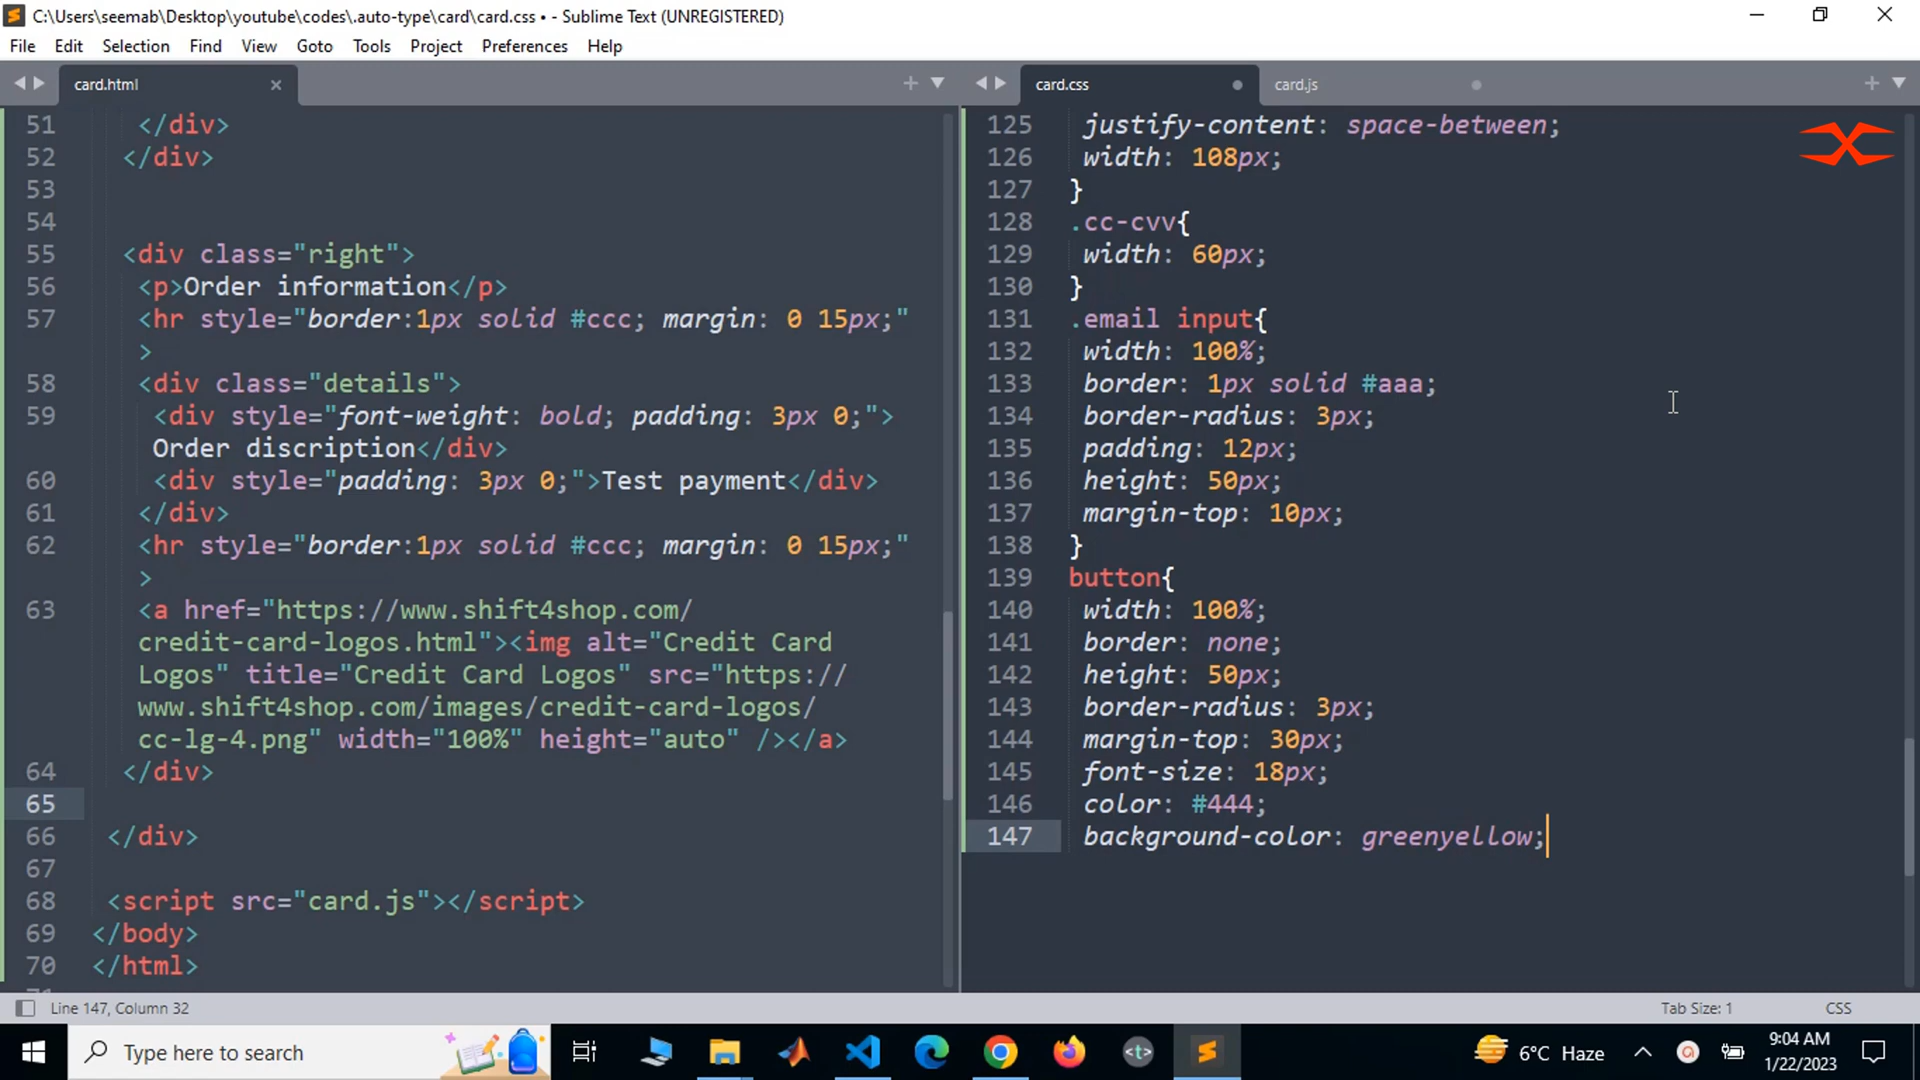 C:\Users\seemab\Desktop\youtube\codes\.auto-type\card\card.css • - Sublime Text (UNREGISTERED)
File Edit Selection Find View Goto Tools Project Preferences Help
card.html
51 </div>
52 </div>
53
54
55 <div class="right">
56 <p>Order information</p>
57 <hr style="border:1px solid #ccc; margin: 0 15px;"
>
58 <div class="details">
59 <div style="font-weight: bold; padding: 3px 0;">
Order discription</div>
60 <div style="padding: 3px 0;">Test payment</div>
61 </div>
62 <hr style="border:1px solid #ccc; margin: 0 15px;"
>
63 <a href="https://www.shift4shop.com/
credit-card-logos.html"><img alt="Credit Card
Logos" title="Credit Card Logos" src="https://
www.shift4shop.com/images/credit-card-logos/
cc-lg-4.png" width="100%" height="auto" /></a>
64 </div>
65
66 </div>
67
68 <script src="card.js"></script>
69 </body>
70 </html>
card.css card.js
125 justify-content: space-between;
126 width: 108px;
127 }
128 .cc-cvv{
129 width: 60px;
130 }
131 .email input{
132 width: 100%;
133 border: 1px solid #aaa;
134 border-radius: 3px;
135 padding: 12px;
136 height: 50px;
137 margin-top: 10px;
138 }
139 button{
140 width: 100%;
141 border: none;
142 height: 50px;
143 border-radius: 3px;
144 margin-top: 30px;
145 font-size: 18px;
146 color: #444;
147 background-color: greenyellow;
Line 147, Column 32
Tab Size: 1 CSS
Type here to search
<t>
6°C Haze
9:04 AM
1/22/2023